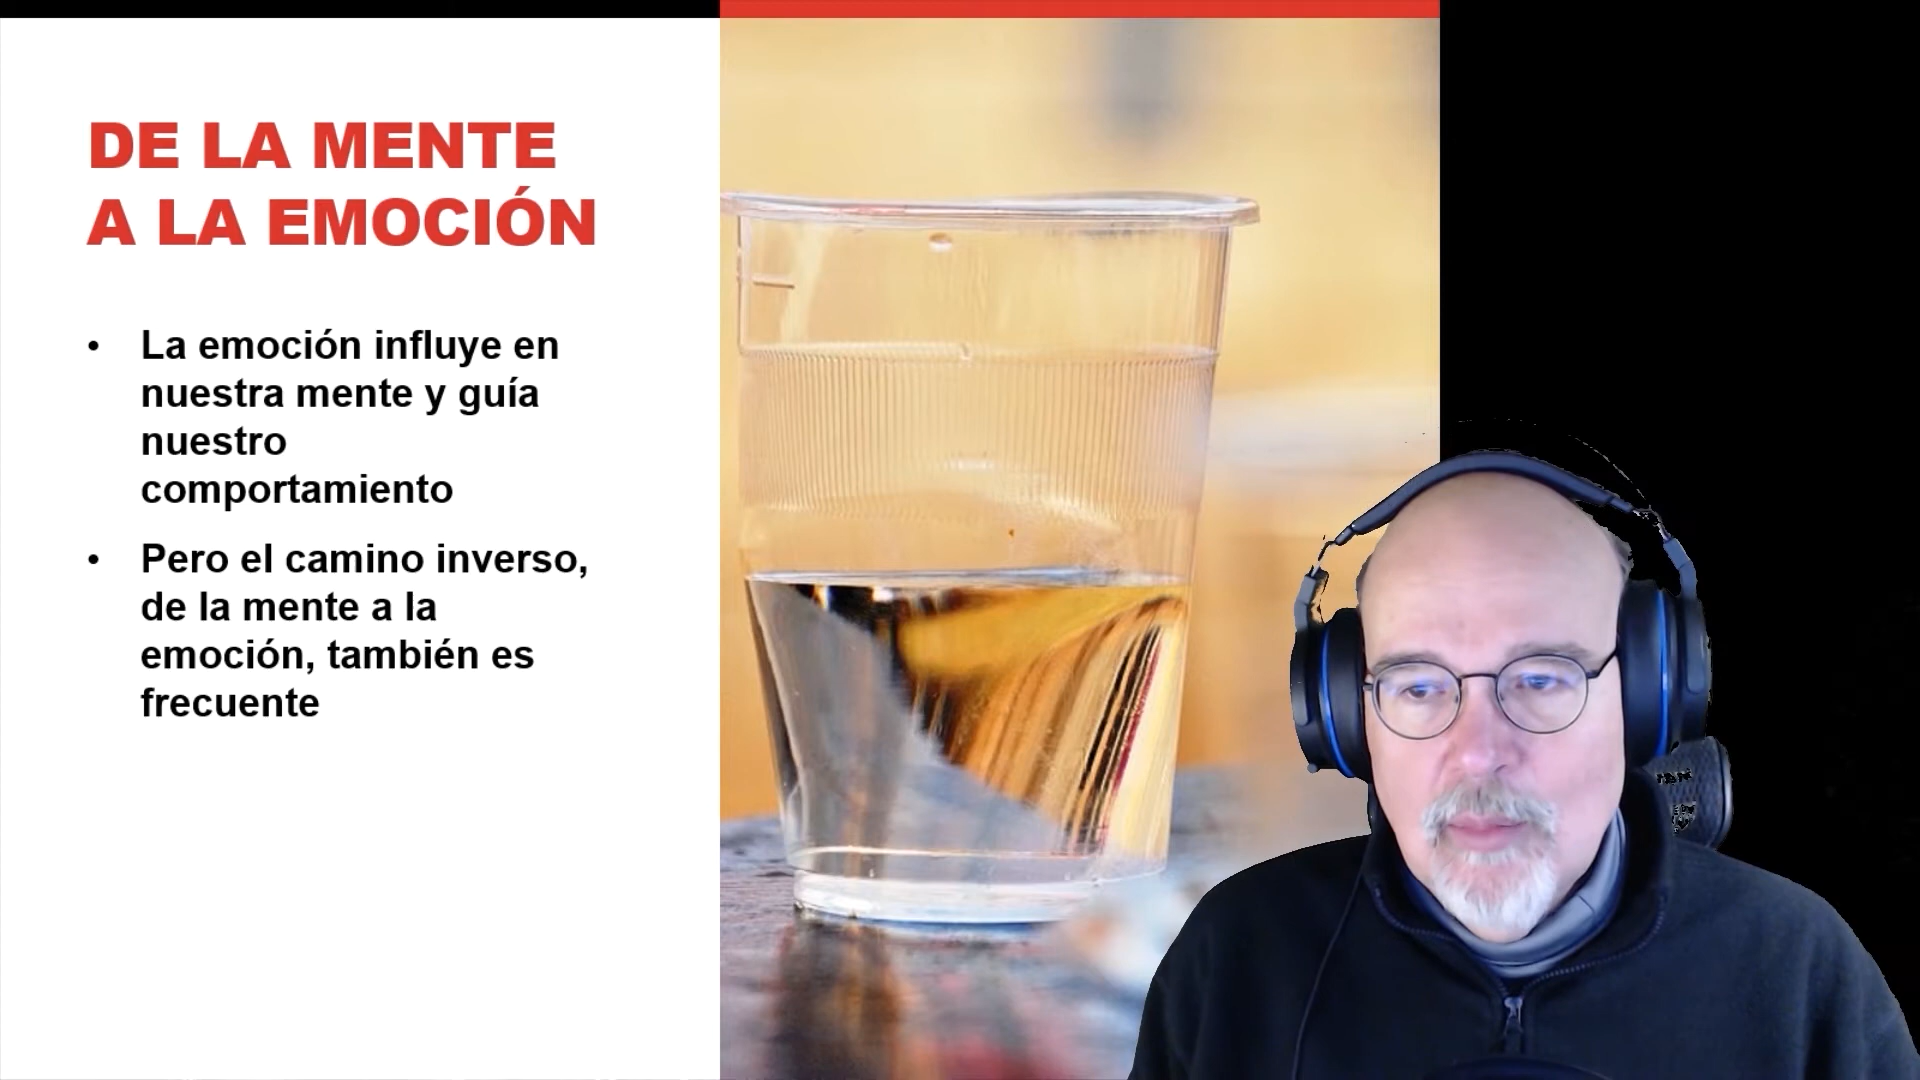 DE LA MENTE
A LA EMOCIÓN
• La emoción influye en
nuestra mente y guía
nuestro
comportamiento
• Pero el camino inverso,
de la mente a la
emoción, también es
frecuente